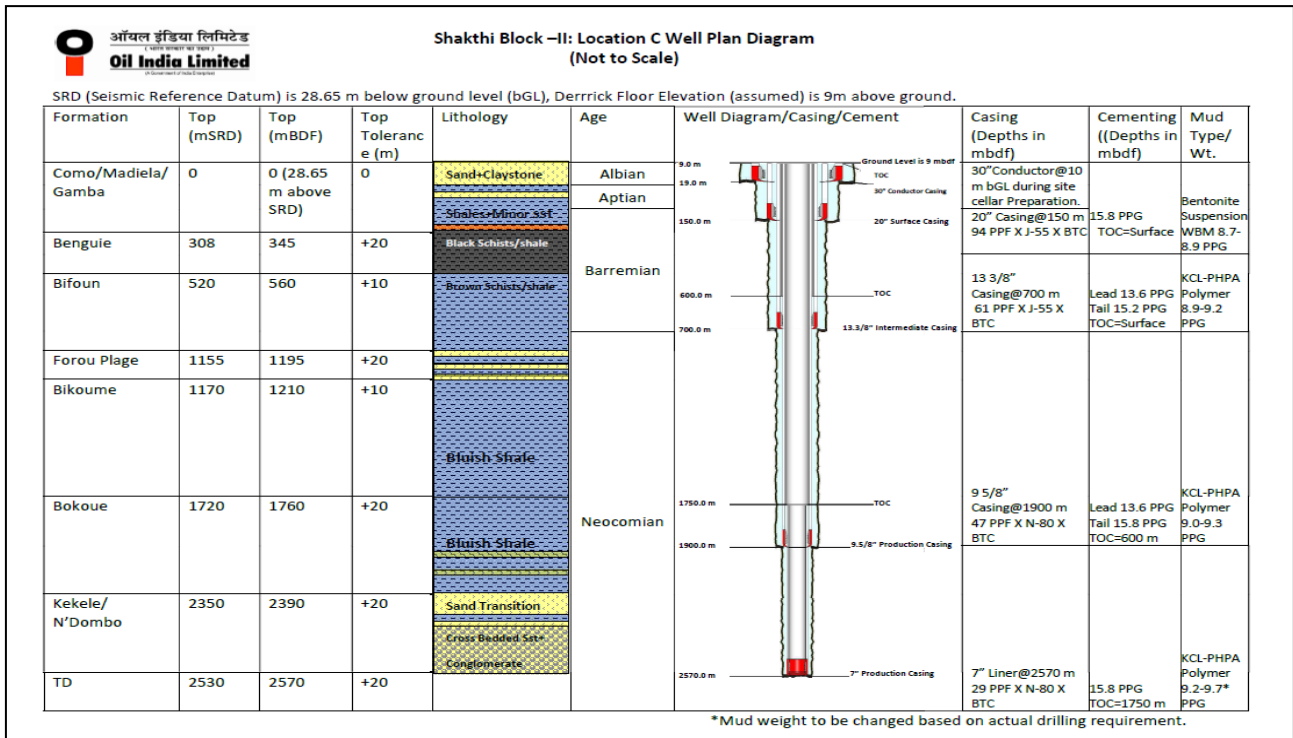 ऑयल इंडिया लिमिटेड
Oil India Limited
(A Government of India Enterprise)
Shakthi Block –II: Location C Well Plan Diagram
(Not to Scale)
SRD (Seismic Reference Datum) is 28.65 m below ground level (bGL), Derrrick Floor Elevation (assumed) is 9m above ground.
Formation
Top
(mSRD)
Top
(mBDF)
Top
Toleranc
e (m)
Lithology
Age
Well Diagram/Casing/Cement
Casing
(Depths in
mbdf)
Cementing
((Depths in
mbdf)
Mud
Type/
Wt.
Como/Madiela/
Gamba
0
0 (28.65
m above
SRD)
0
Sand+Claystone
Shales+Minor sst
Albian
Aptian
9.0 m
Ground Level is 9 mbdf
TOC
19.0 m
30" Conductor Casing
150.0 m
20" Surface Casing
30"Conductor@10
m bGL during site
cellar Preparation.
20" Casing@150 m
94 PPF X J-55 X BTC
15.8 PPG
TOC=Surface
Bentonite
Suspension
WBM 8.7-
8.9 PPG
Benguie
308
345
+20
Black Schists/shale
Barremian
Bifoun
520
560
+10
Brown Schists/shale
600.0 m
TOC
700.0 m
13.3/8" Intermediate Casing
13 3/8"
Casing@700 m
61 PPF X J-55 X
BTC
Lead 13.6 PPG
Tail 15.2 PPG
TOC=Surface
KCL-PHPA
Polymer
8.9-9.2
PPG
Forou Plage
1155
1195
+20
Bikoume
1170
1210
+10
Bluish Shale
Bokoue
1720
1760
+20
Bluish Shale
Neocomian
1750.0 m
TOC
1900.0 m
9.5/8" Production Casing
9 5/8"
Casing@1900 m
47 PPF X N-80 X
BTC
Lead 13.6 PPG
Tail 15.8 PPG
TOC=600 m
KCL-PHPA
Polymer
9.0-9.3
PPG
Kekele/
N'Dombo
2350
2390
+20
Sand Transition
Cross Bedded Sst+
Conglomerate
TD
2530
2570
+20
2570.0 m
7" Production Casing
7" Liner@2570 m
29 PPF X N-80 X
BTC
15.8 PPG
TOC=1750 m
KCL-PHPA
Polymer
9.2-9.7*
PPG
*Mud weight to be changed based on actual drilling requirement.